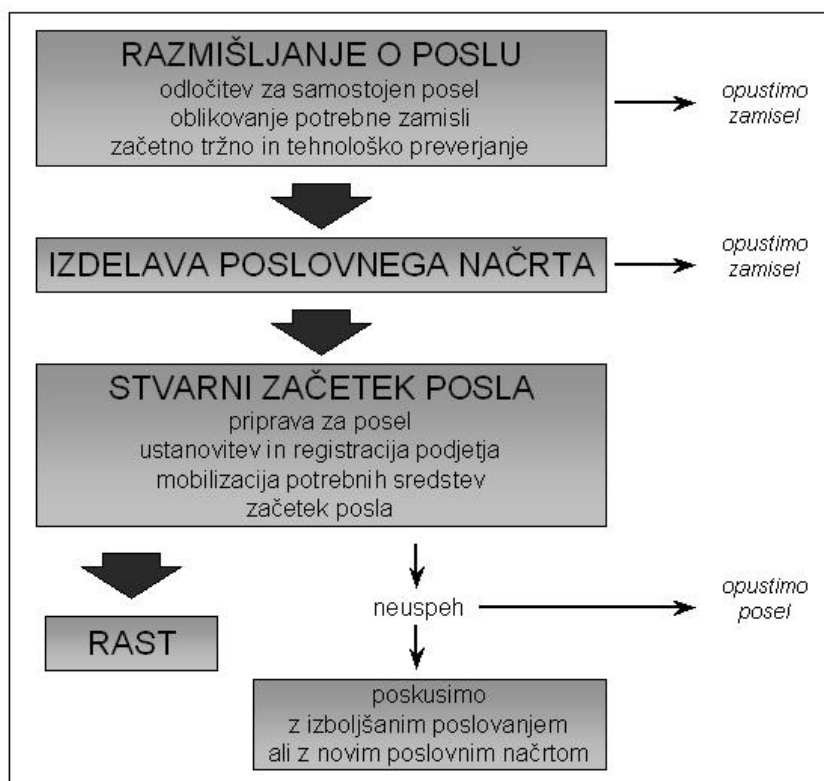 RAZMIŠLJANJE O POSLU
odločitev za samostojen posel
oblikovanje potrebne zamisli
začetno tržno in tehnološko preverjanje
opustimo
zamisel
IZDELAVA POSLOVNEGA NAČRTA
opustimo
zamisel
STVARNI ZAČETEK POSLA
priprava za posel
ustanovitev in registracija podjetja
mobilizacija potrebnih sredstev
začetek posla
neuspeh
opustimo
posel
RAST
poskusimo
z izboljšanim poslovanjem
ali z novim poslovnim načrtom